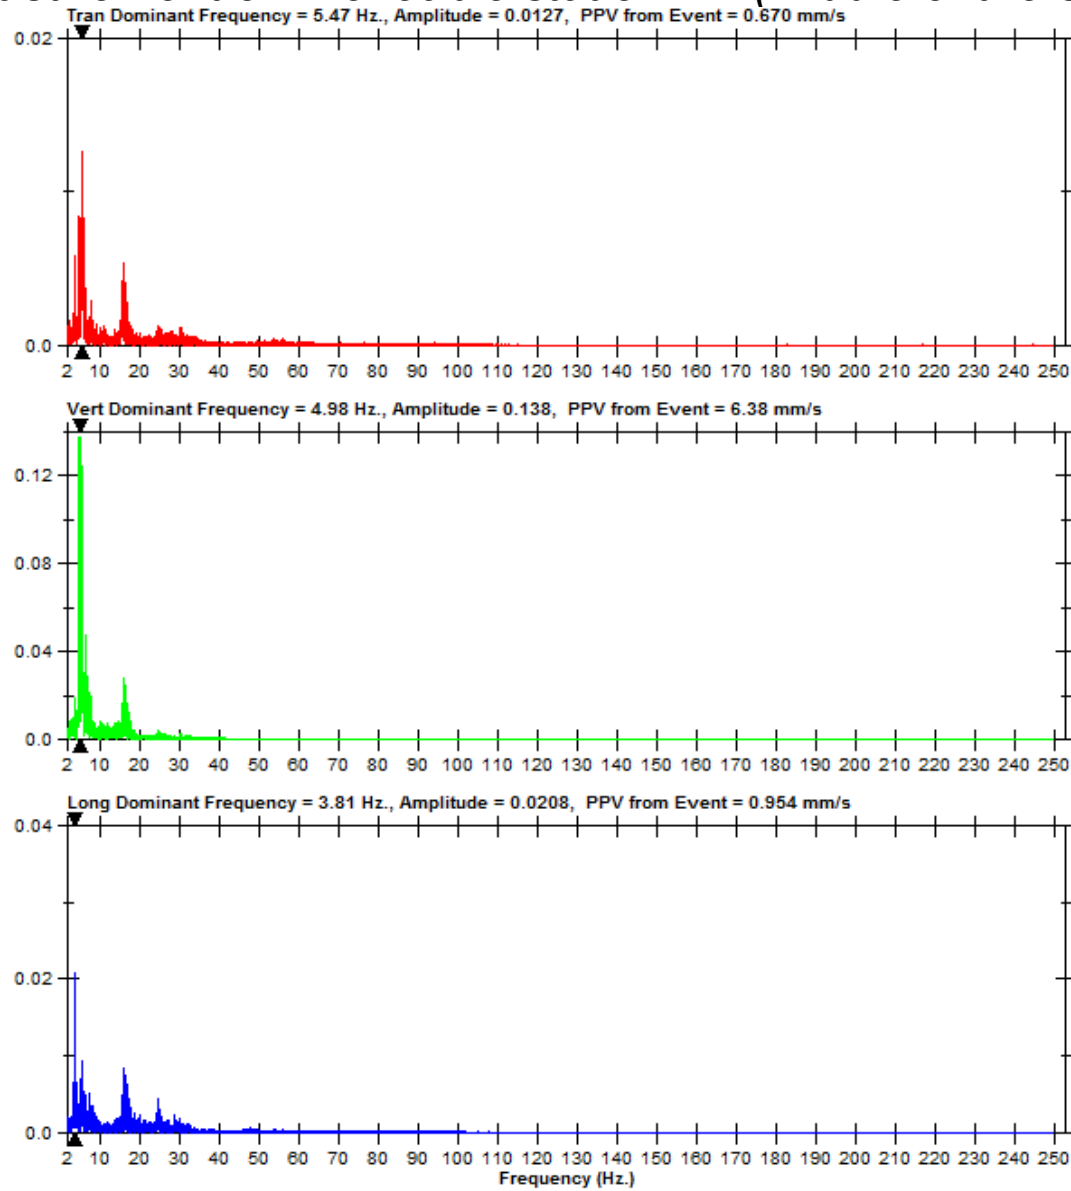 Tran Dominant Frequency = 5.47 Hz., Amplitude = 0.0127, PPV from Event = 0.670 mm/s
0.02
0.0
2 10 20 30 40 50 60 70 80 90 100 110 120 130 140 150 160 170 180 190 200 210 220 230 240 250
Vert Dominant Frequency = 4.98 Hz., Amplitude = 0.138, PPV from Event = 6.38 mm/s
0.12
0.08
0.04
0.0
2 10 20 30 40 50 60 70 80 90 100 110 120 130 140 150 160 170 180 190 200 210 220 230 240 250
Long Dominant Frequency = 3.81 Hz., Amplitude = 0.0208, PPV from Event = 0.954 mm/s
0.04
0.02
0.0
2 10 20 30 40 50 60 70 80 90 100 110 120 130 140 150 160 170 180 190 200 210 220 230 240 250
Frequency (Hz.)